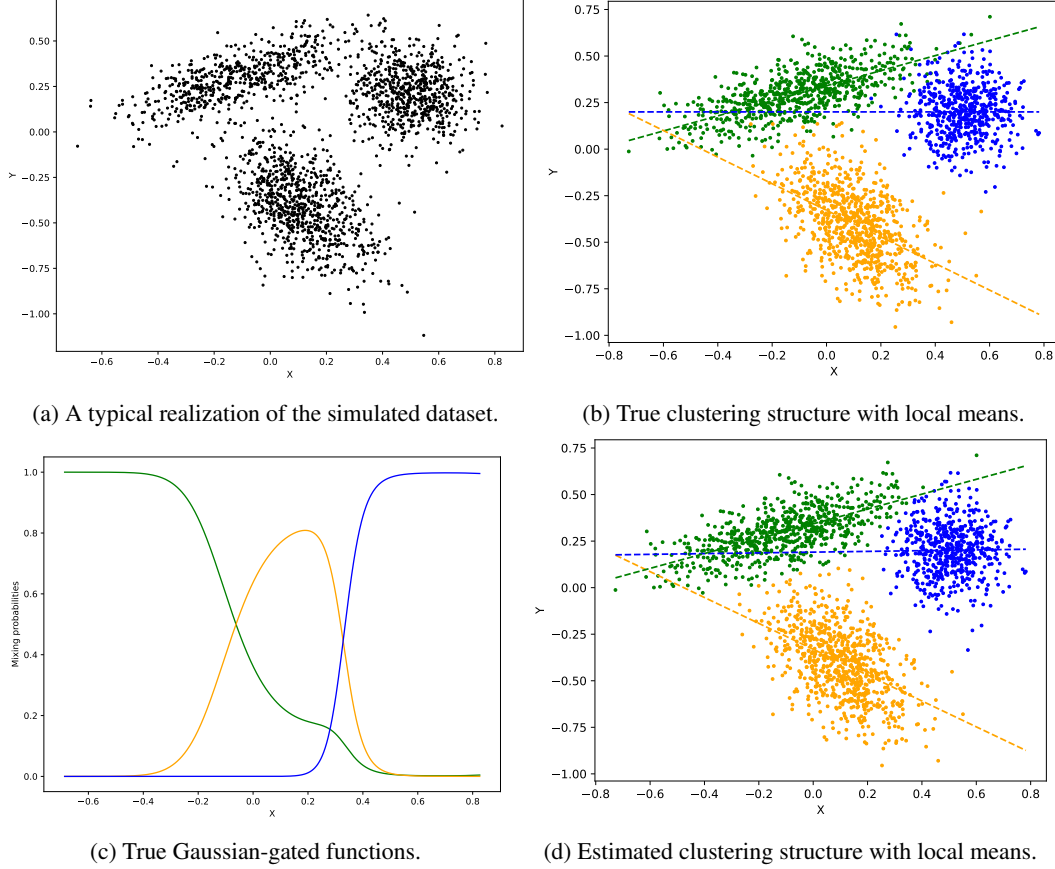 0.50
0.25
0.00
−0.25
−0.50
−0.75
−1.00
Y
−0.6 −0.4 −0.2 0.0 0.2 0.4 0.6 0.8
X
(a) A typical realization of the simulated dataset.
0.75
0.50
0.25
0.00
−0.25
−0.50
−0.75
−1.00
Y
−0.8 −0.6 −0.4 −0.2 0.0 0.2 0.4 0.6 0.8
X
(b) True clustering structure with local means.
1.0
0.8
0.6
0.4
0.2
0.0
Mixing probabilities
−0.6 −0.4 −0.2 0.0 0.2 0.4 0.6 0.8
X
(c) True Gaussian-gated functions.
0.75
0.50
0.25
0.00
−0.25
−0.50
−0.75
−1.00
Y
−0.8 −0.6 −0.4 −0.2 0.0 0.2 0.4 0.6 0.8
X
(d) Estimated clustering structure with local means.